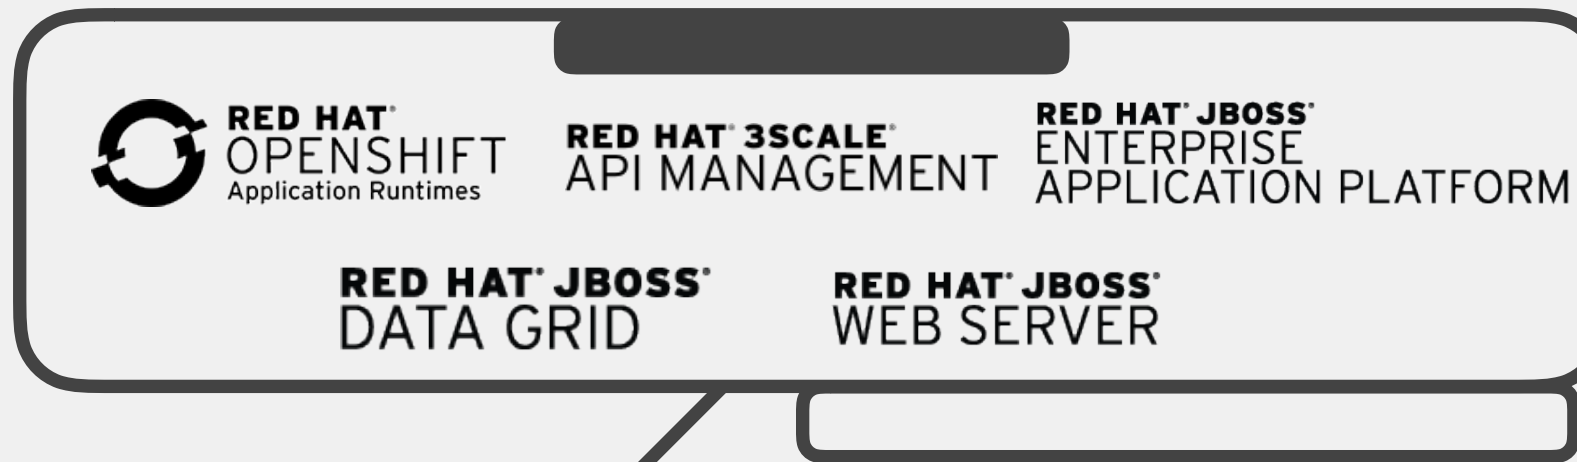 RED HAT®
OPENSHIFT
Application Runtimes
RED HAT® 3SCALE®
API MANAGEMENT
RED HAT® JBOSS®
ENTERPRISE
APPLICATION PLATFORM
RED HAT® JBOSS®
DATA GRID
RED HAT® JBOSS®
WEB SERVER